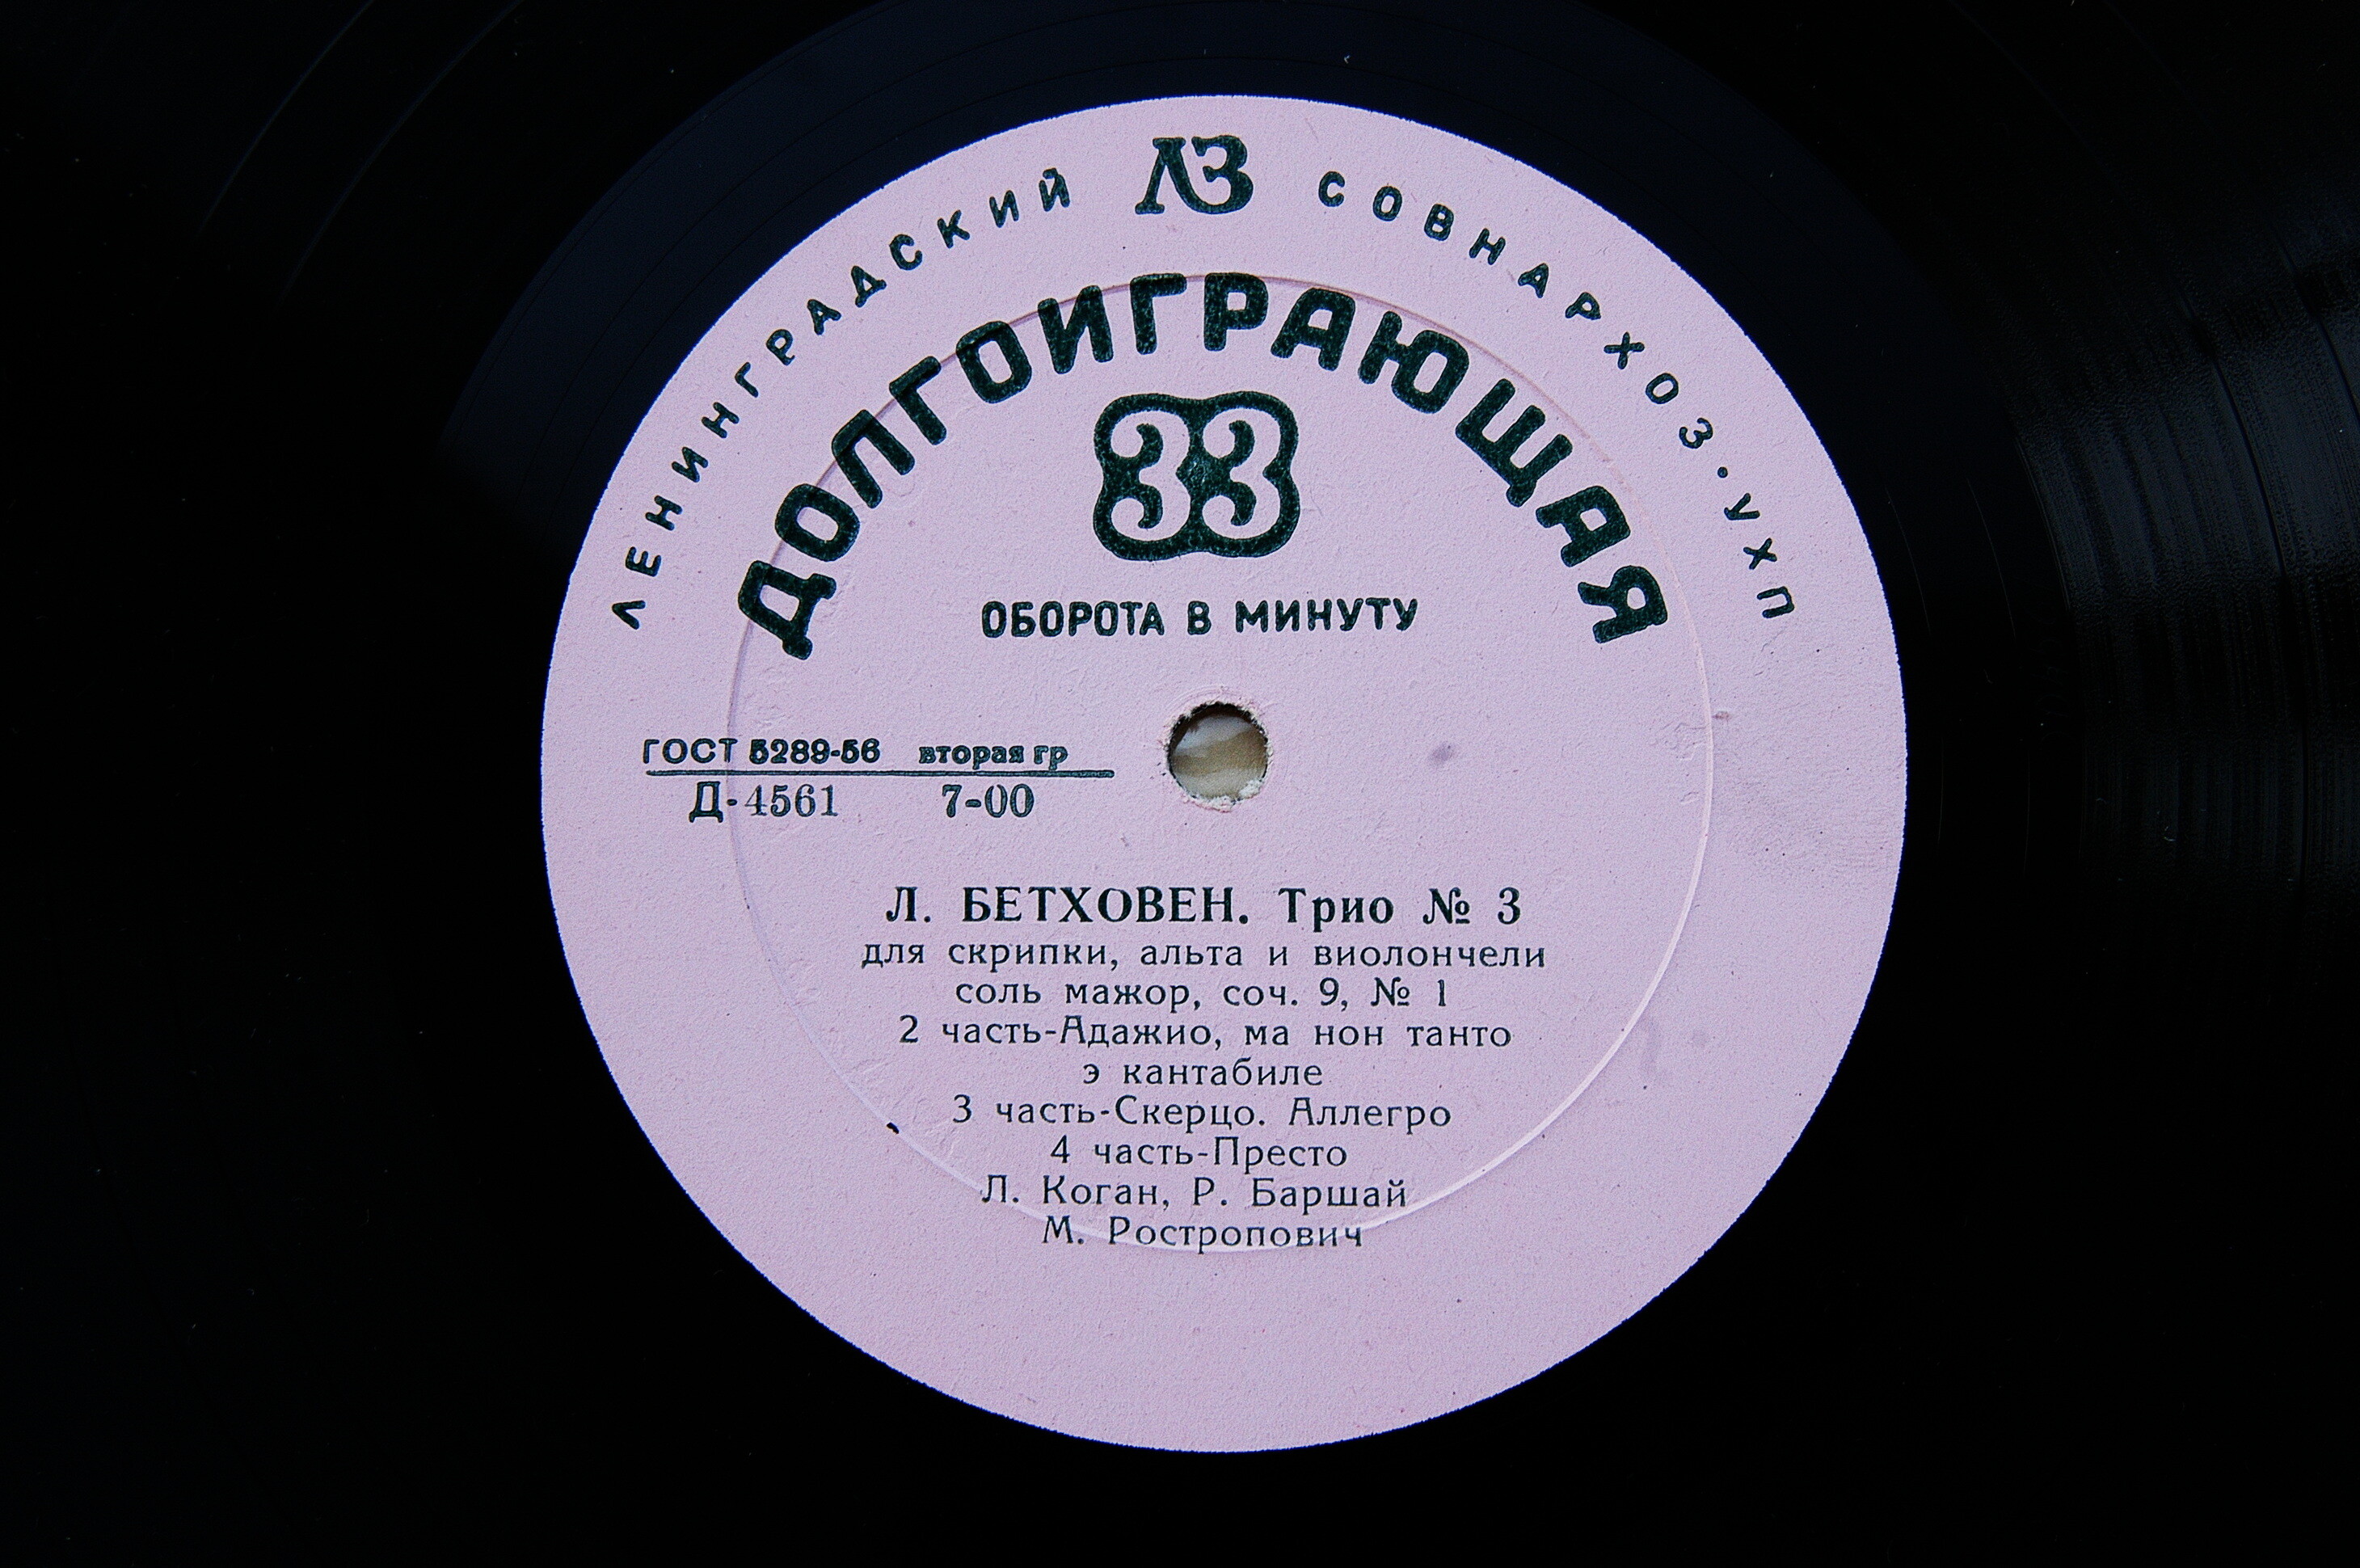 ЛЕНИНГРАДСКИЙ ЛЗ СОВНАРХОЗ·УХП
ДОЛГОИГРАЮЩАЯ
33
ОБОРОТА В МИНУТУ
ГОСТ 5289-56 вторая гр
Д-4561 7-00
Л. БЕТХОВЕН. Трио № 3
для скрипки, альта и виолончели
соль мажор, соч. 9, № 1
2 часть-Адажио, ма нон танто
э кантабиле
3 часть-Скерцо. Аллегро
4 часть-Престо
Л. Коган, Р. Баршай
М. Ростропович